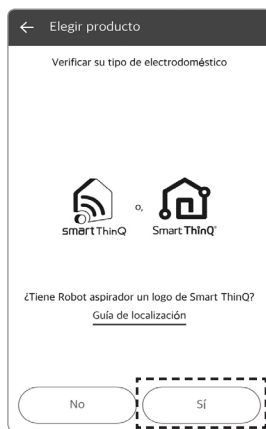 ← Elegir producto
Verificar su tipo de electrodoméstico
o,
smart ThinQ
Smart ThinQ®
¿Tiene Robot aspirador un logo de Smart ThinQ?
Guía de localización
No
Sí